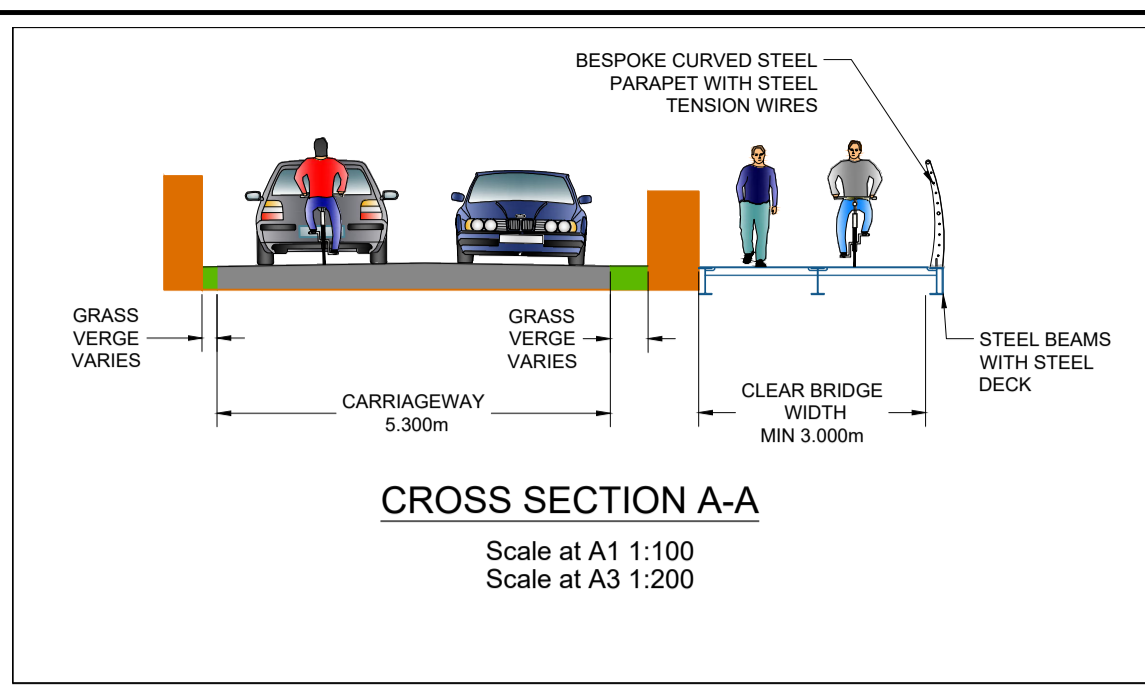 BESPOKE CURVED STEEL
PARAPET WITH STEEL
TENSION WIRES
GRASS
VERGE
VARIES
GRASS
VERGE
VARIES
STEEL BEAMS
WITH STEEL
DECK
CARRIAGEWAY
5.300m
CLEAR BRIDGE
WIDTH
MIN 3.000m
CROSS SECTION A-A
Scale at A1 1:100
Scale at A3 1:200